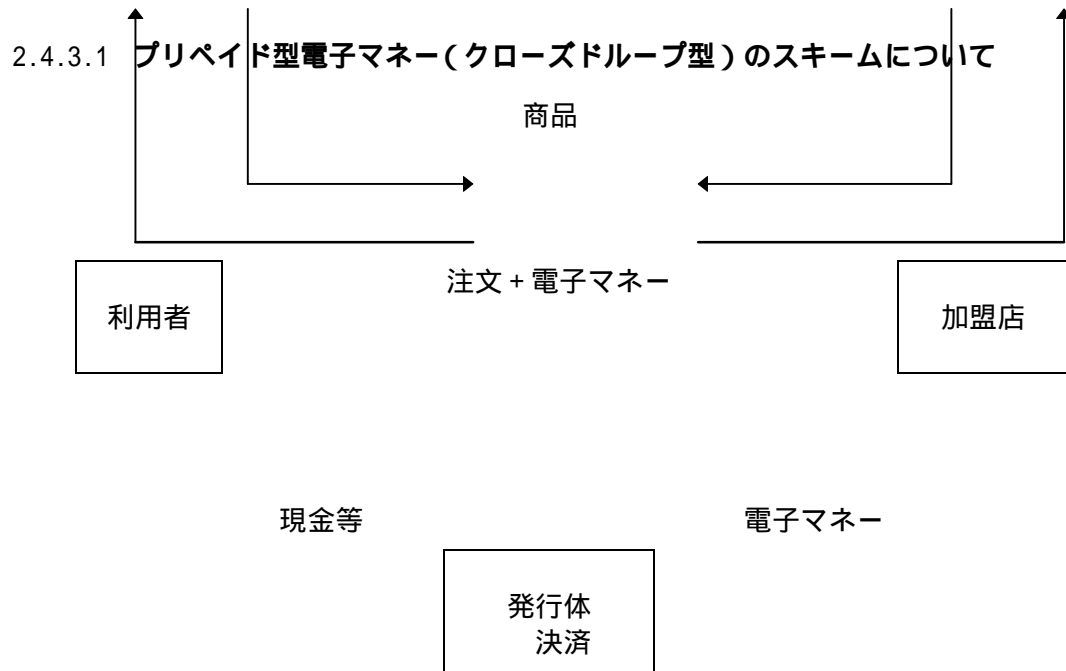 2.4.3.1 プリペイド型電子マネー(クローズドループ型)のスキームについて
商品
注文+電子マネー
利用者
加盟店
現金等
電子マネー
発行体
決済